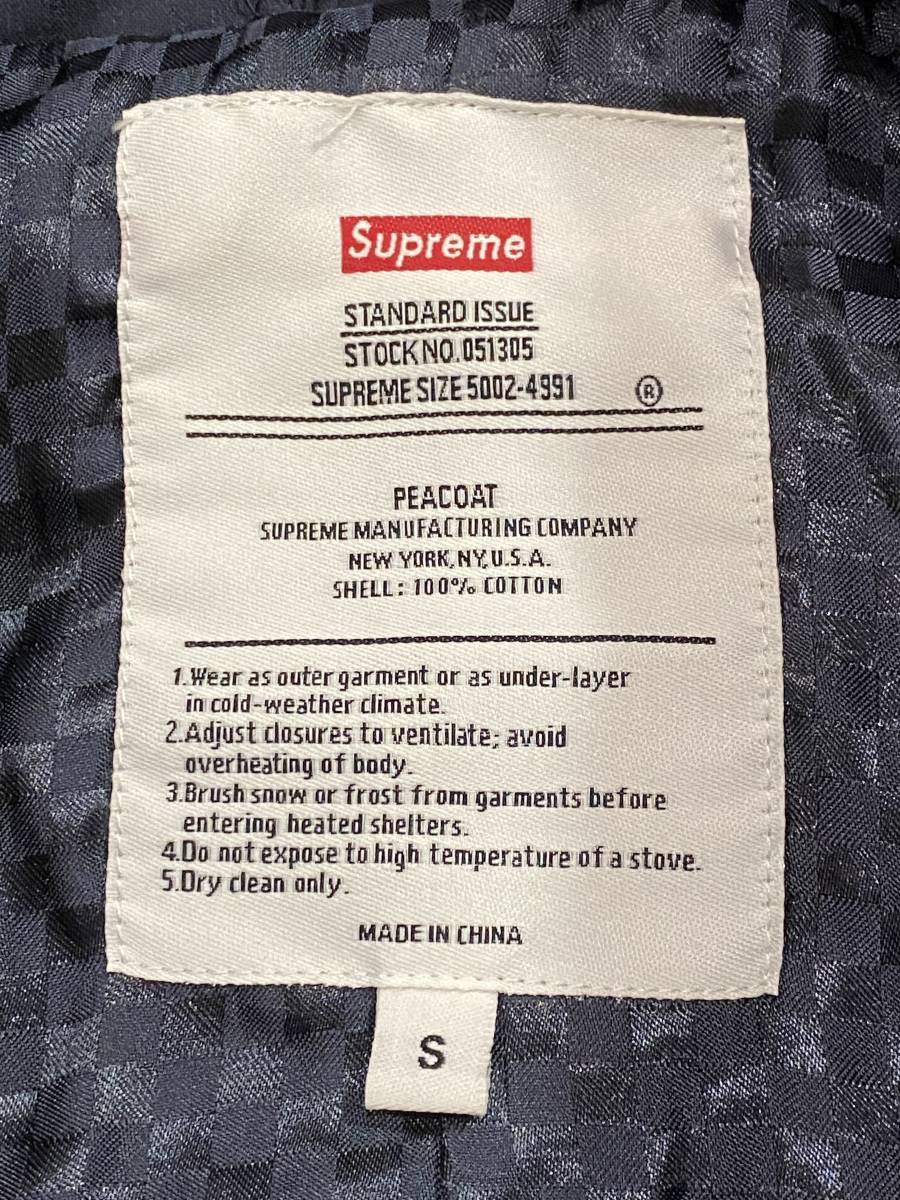 Supreme
STANDARD ISSUE
STOCK NO.051305
SUPREME SIZE 5002-4991 ®
PEACOAT
SUPREME MANUFACTURING COMPANY
NEW YORK, NY, U.S.A.
SHELL: 100% COTTON
1.Wear as outer garment or as under-layer
in cold-weather climate.
2.Adjust closures to ventilate; avoid
overheating of body.
3.Brush snow or frost from garments before
entering heated shelters.
4.Do not expose to high temperature of a stove.
5.Dry clean only.
MADE IN CHINA
S